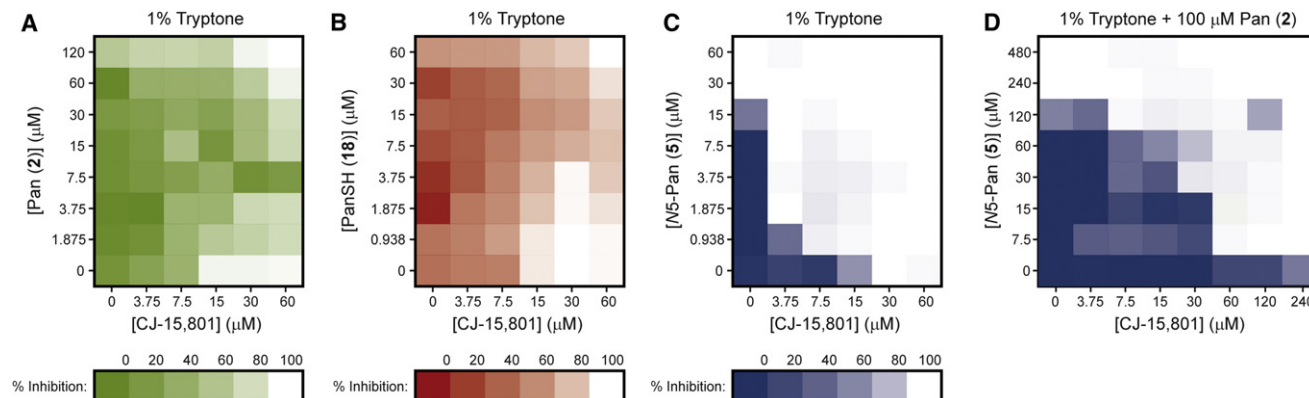 A 1% Tryptone
[Pan (2)] (μM)
120
60
30
15
7.5
3.75
1.875
0
0 3.75 7.5 15 30 60
[CJ-15,801] (μM)
B 1% Tryptone
[PanSH (18)] (μM)
60
30
15
7.5
3.75
1.875
0.938
0
0 3.75 7.5 15 30 60
[CJ-15,801] (μM)
C 1% Tryptone
[N5-Pan (5)] (μM)
60
30
15
7.5
3.75
1.875
0.938
0
0 3.75 7.5 15 30 60
[CJ-15,801] (μM)
D 1% Tryptone + 100 μM Pan (2)
[N5-Pan (5)] (μM)
480
240
120
60
30
15
7.5
0
0 3.75 7.5 15 30 60 120 240
[CJ-15,801] (μM)
0 20 40 60 80 100
% Inhibition:
0 20 40 60 80 100
% Inhibition:
0 20 40 60 80 100
% Inhibition: